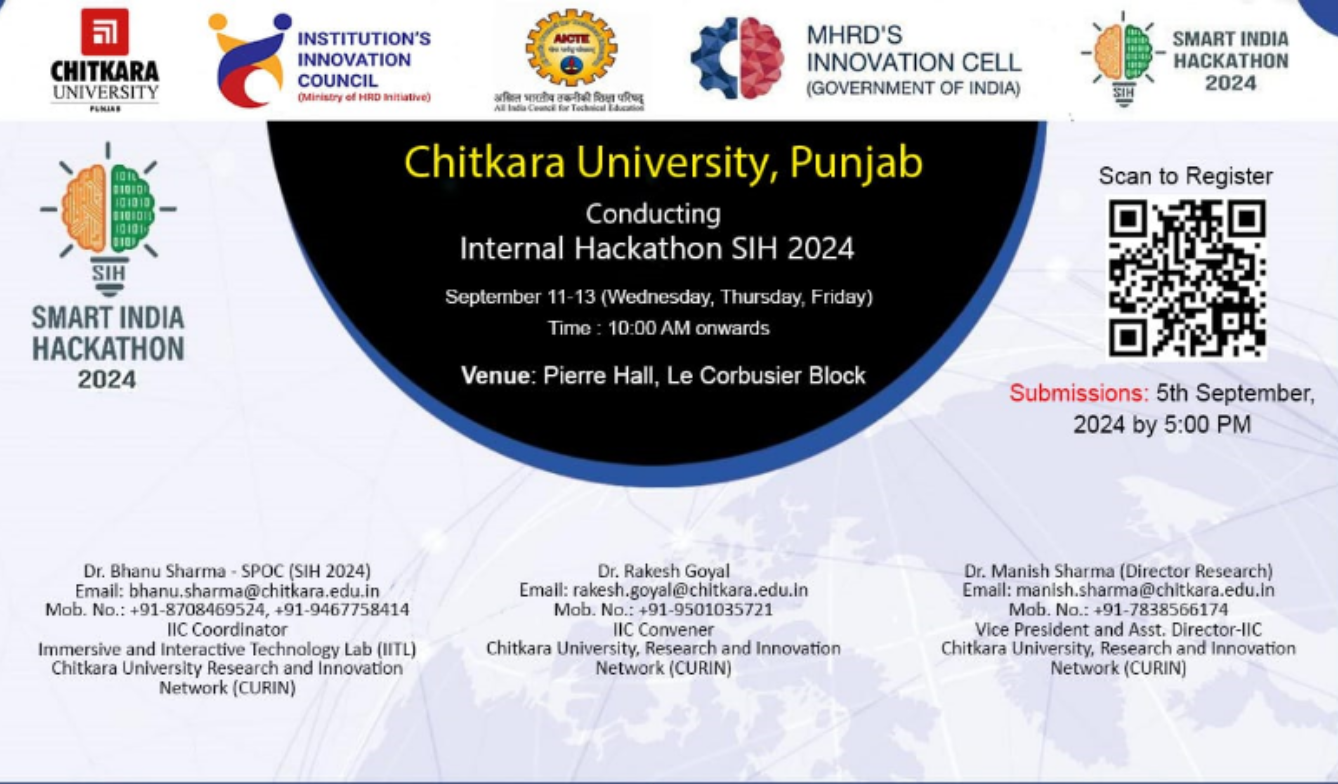 CHITKARA
UNIVERSITY
PUNJAB
INSTITUTION'S
INNOVATION
COUNCIL
(Ministry of HRD Initiative)
AICTE
अखिल भारतीय तकनीकी शिक्षा परिषद्
All India Council for Technical Education
MHRD'S
INNOVATION CELL
(GOVERNMENT OF INDIA)
SIH
SMART INDIA
HACKATHON
2024
SIH
SMART INDIA
HACKATHON
2024
Chitkara University, Punjab
Conducting
Internal Hackathon SIH 2024
September 11-13 (Wednesday, Thursday, Friday)
Time : 10:00 AM onwards
Venue: Pierre Hall, Le Corbusier Block
Scan to Register
Submissions: 5th September,
2024 by 5:00 PM
Dr. Bhanu Sharma - SPOC (SIH 2024)
Email: bhanu.sharma@chitkara.edu.in
Mob. No.: +91-8708469524, +91-9467758414
IIC Coordinator
Immersive and Interactive Technology Lab (IITL)
Chitkara University Research and Innovation
Network (CURIN)
Dr. Rakesh Goyal
Email: rakesh.goyal@chitkara.edu.in
Mob. No.: +91-9501035721
IIC Convener
Chitkara University, Research and Innovation
Network (CURIN)
Dr. Manish Sharma (Director Research)
Email: manish.sharma@chitkara.edu.in
Mob. No.: +91-7838566174
Vice President and Asst. Director-IIC
Chitkara University, Research and Innovation
Network (CURIN)